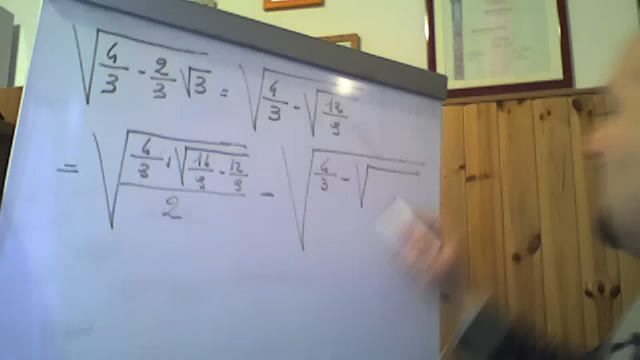 √(4/3 - 2/3 √3) = √(4/3 - √(12/9))
= √((4/3 + √(16/9 - 12/9))/2) - √(4/3 - √